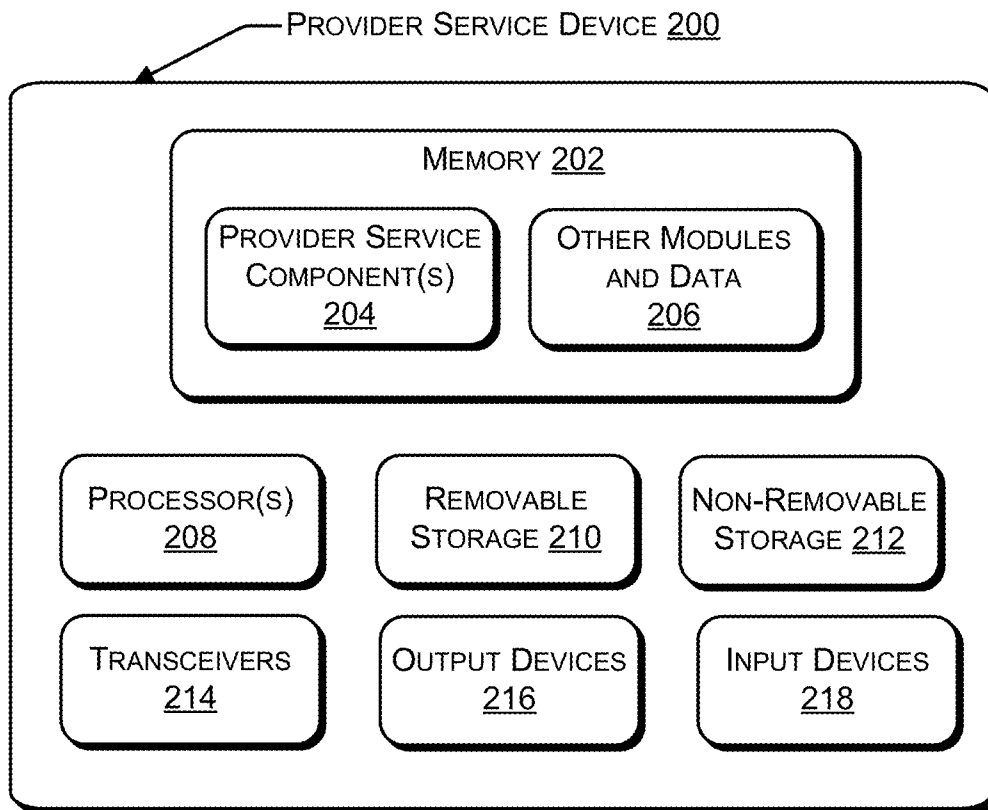 PROVIDER SERVICE DEVICE 200
MEMORY 202
PROVIDER SERVICE
COMPONENT(S)
204
OTHER MODULES
AND DATA
206
PROCESSOR(S)
208
REMOVABLE
STORAGE 210
NON-REMOVABLE
STORAGE 212
TRANSCEIVERS
214
OUTPUT DEVICES
216
INPUT DEVICES
218